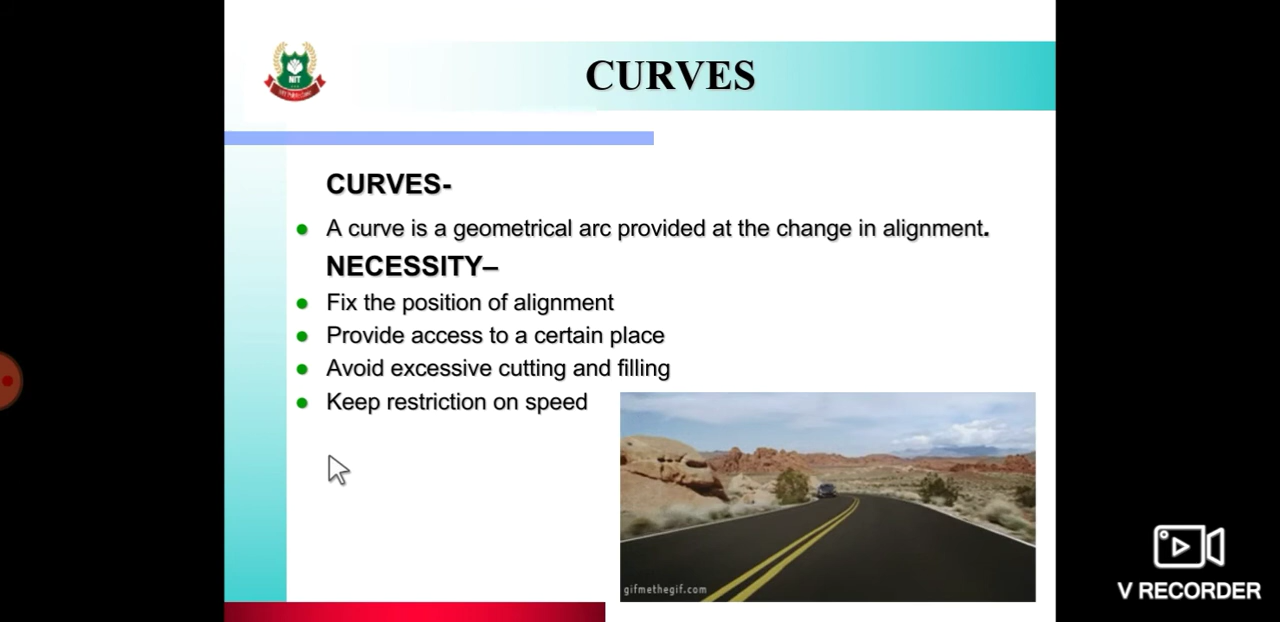 NIT
CURVES
CURVES-
A curve is a geometrical arc provided at the change in alignment.
NECESSITY–
Fix the position of alignment
Provide access to a certain place
Avoid excessive cutting and filling
Keep restriction on speed
gifmethegif.com
V RECORDER